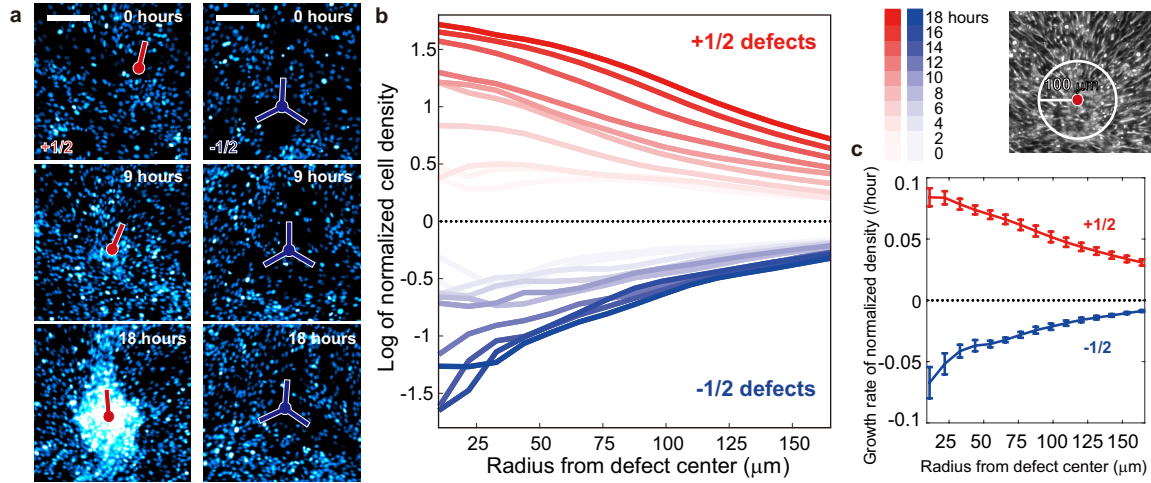 a
0 hours
0 hours
+1/2
-1/2
9 hours
9 hours
18 hours
18 hours
b
Log of normalized cell density
1.5
1
0.5
0
-0.5
-1
-1.5
+1/2 defects
-1/2 defects
25
50
75
100
125
150
Radius from defect center (μm)
18 hours
16
14
12
10
8
6
4
2
0
100 μm
c
Growth rate of normalized density (/hour)
0.1
0.05
0
-0.05
-0.1
+1/2
-1/2
25
50
75
100
125
150
Radius from defect center (μm)